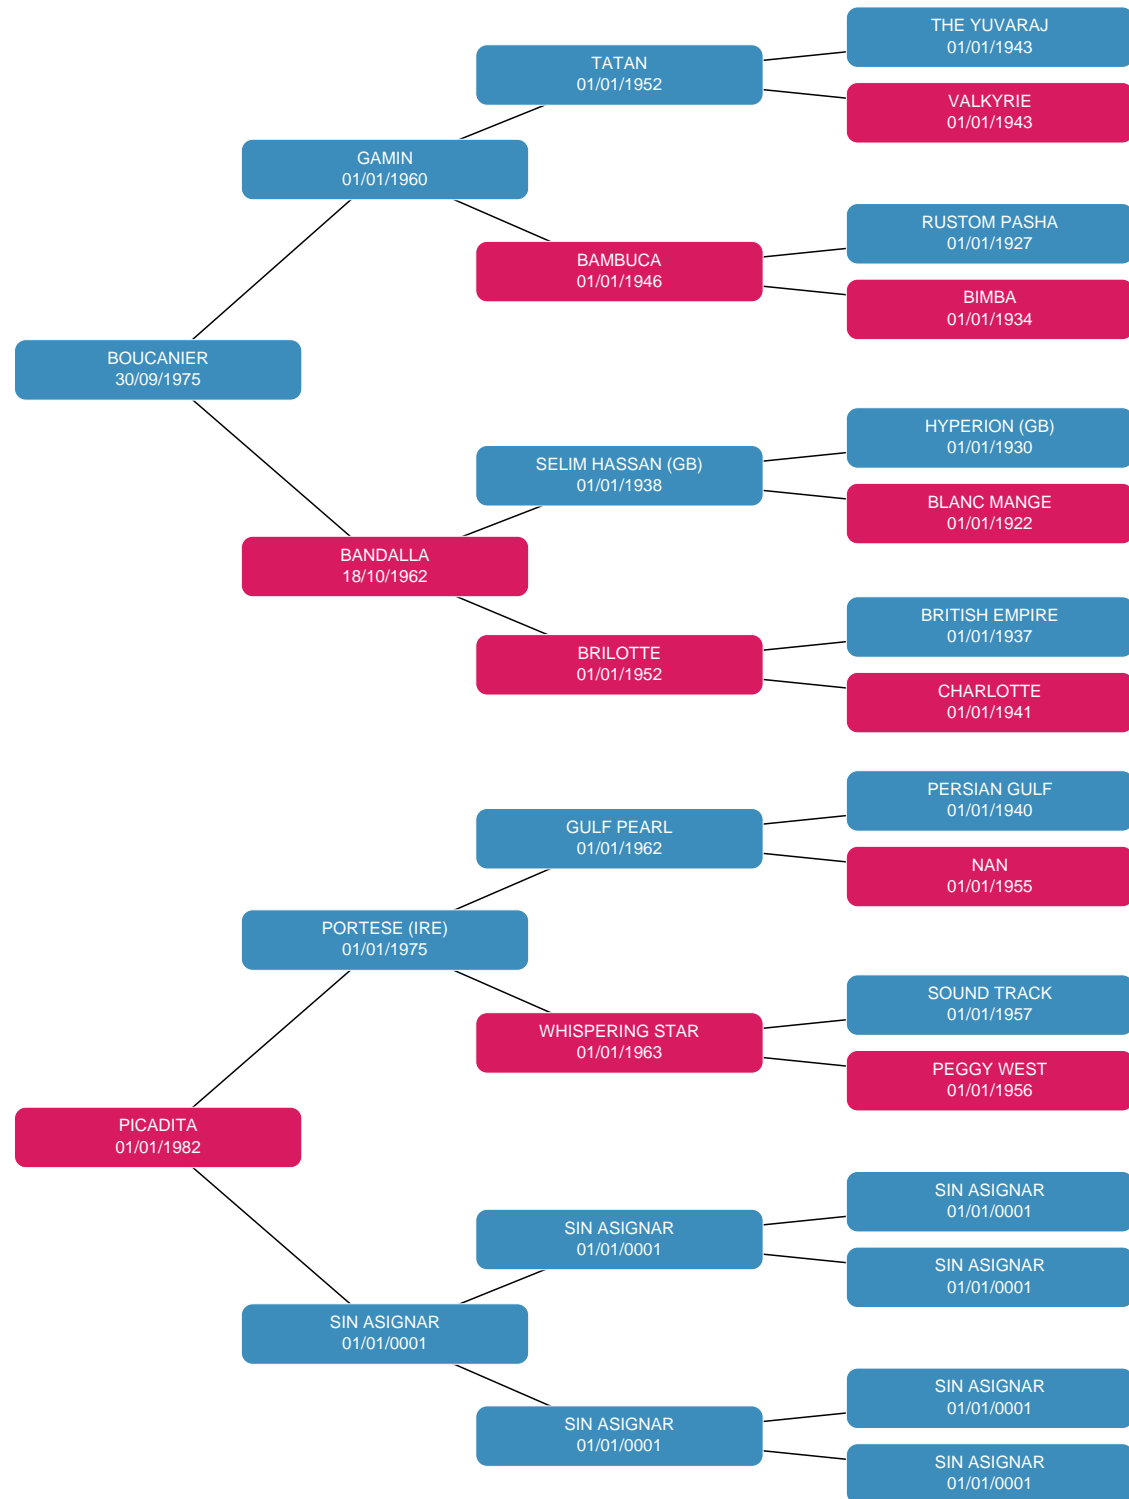 THE YUVARAJ
01/01/1943
TATAN
01/01/1952
VALKYRIE
01/01/1943
GAMIN
01/01/1960
RUSTOM PASHA
01/01/1927
BAMBUCA
01/01/1946
BIMBA
01/01/1934
BOUCANIER
30/09/1975
HYPERION (GB)
01/01/1930
SELIM HASSAN (GB)
01/01/1938
BLANC MANGE
01/01/1922
BANDALLA
18/10/1962
BRITISH EMPIRE
01/01/1937
BRILOTTE
01/01/1952
CHARLOTTE
01/01/1941
PERSIAN GULF
01/01/1940
GULF PEARL
01/01/1962
NAN
01/01/1955
PORTESE (IRE)
01/01/1975
SOUND TRACK
01/01/1957
WHISPERING STAR
01/01/1963
PEGGY WEST
01/01/1956
PICADITA
01/01/1982
SIN ASIGNAR
01/01/0001
SIN ASIGNAR
01/01/0001
SIN ASIGNAR
01/01/0001
SIN ASIGNAR
01/01/0001
SIN ASIGNAR
01/01/0001
SIN ASIGNAR
01/01/0001
SIN ASIGNAR
01/01/0001